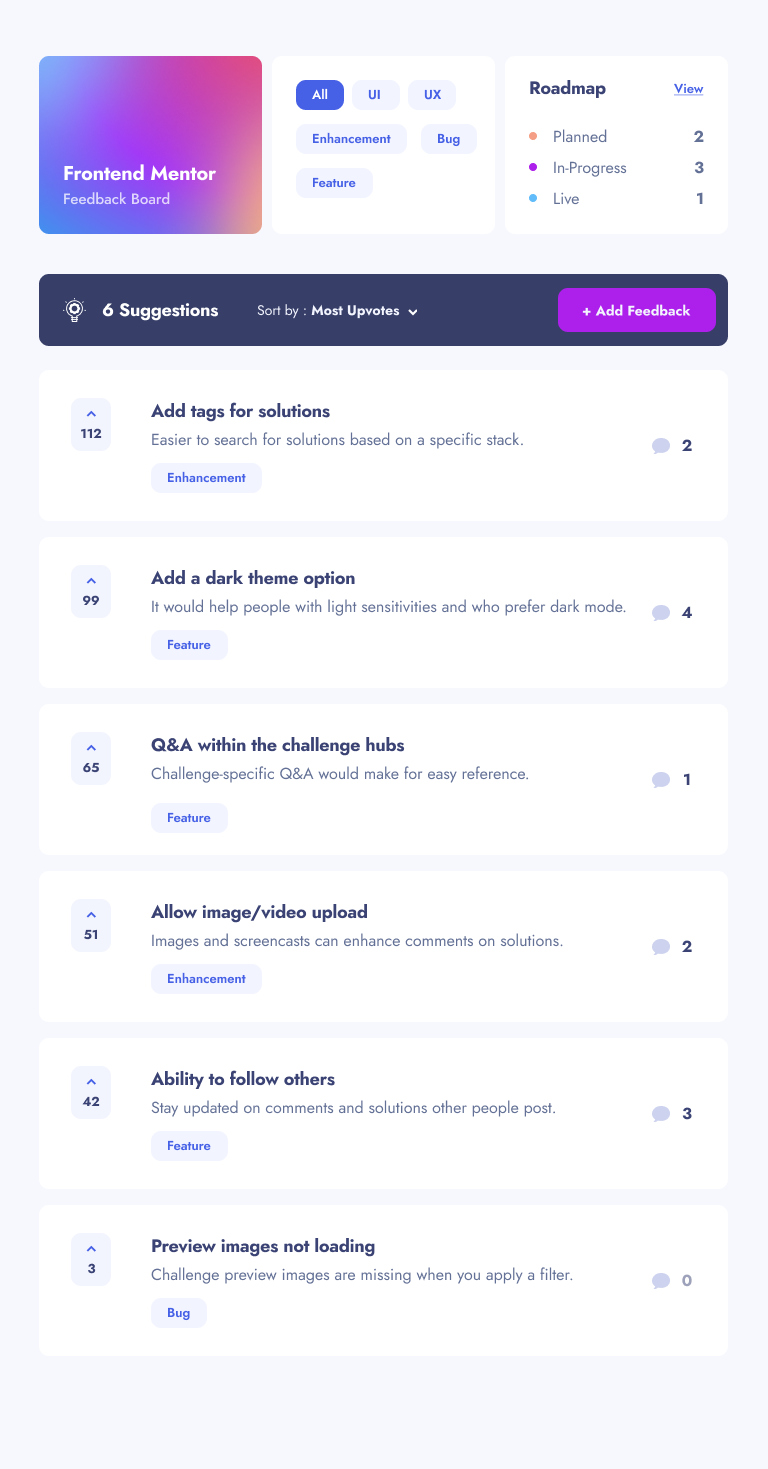 Frontend Mentor
Feedback Board
All UI UX
Enhancement Bug
Feature
Roadmap View
Planned 2
In-Progress 3
Live 1
6 Suggestions Sort by : Most Upvotes + Add Feedback
112
Add tags for solutions
Easier to search for solutions based on a specific stack.
Enhancement
2
99
Add a dark theme option
It would help people with light sensitivities and who prefer dark mode.
Feature
4
65
Q&A within the challenge hubs
Challenge-specific Q&A would make for easy reference.
Feature
1
51
Allow image/video upload
Images and screencasts can enhance comments on solutions.
Enhancement
2
42
Ability to follow others
Stay updated on comments and solutions other people post.
Feature
3
3
Preview images not loading
Challenge preview images are missing when you apply a filter.
Bug
0